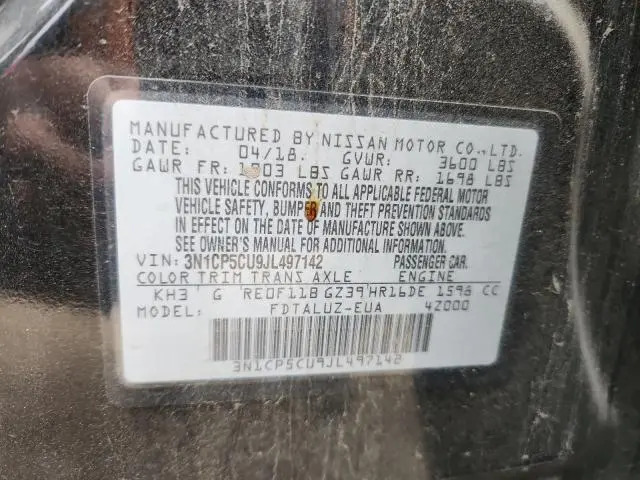 MANUFACTURED BY NISSAN MOTOR CO.,LTD.
DATE: 04/18 GVWR: 3600 LBS
GAWR FR: 1903 LBS GAWR RR: 1698 LBS
THIS VEHICLE CONFORMS TO ALL APPLICABLE FEDERAL MOTOR
VEHICLE SAFETY, BUMPER AND THEFT PREVENTION STANDARDS
IN EFFECT ON THE DATE OF MANUFACTURE SHOWN ABOVE.
SEE OWNER'S MANUAL FOR ADDITIONAL INFORMATION.
VIN: 3N1CP5CU9JL497142 PASSENGER CAR.
COLOR TRIM TRANS AXLE ENGINE
KH3 G RE0F11B GZ39 HR16DE 1598 CC
MODEL: FDTALUZ-EUA 4Z000
3N1CP5CU9JL497142